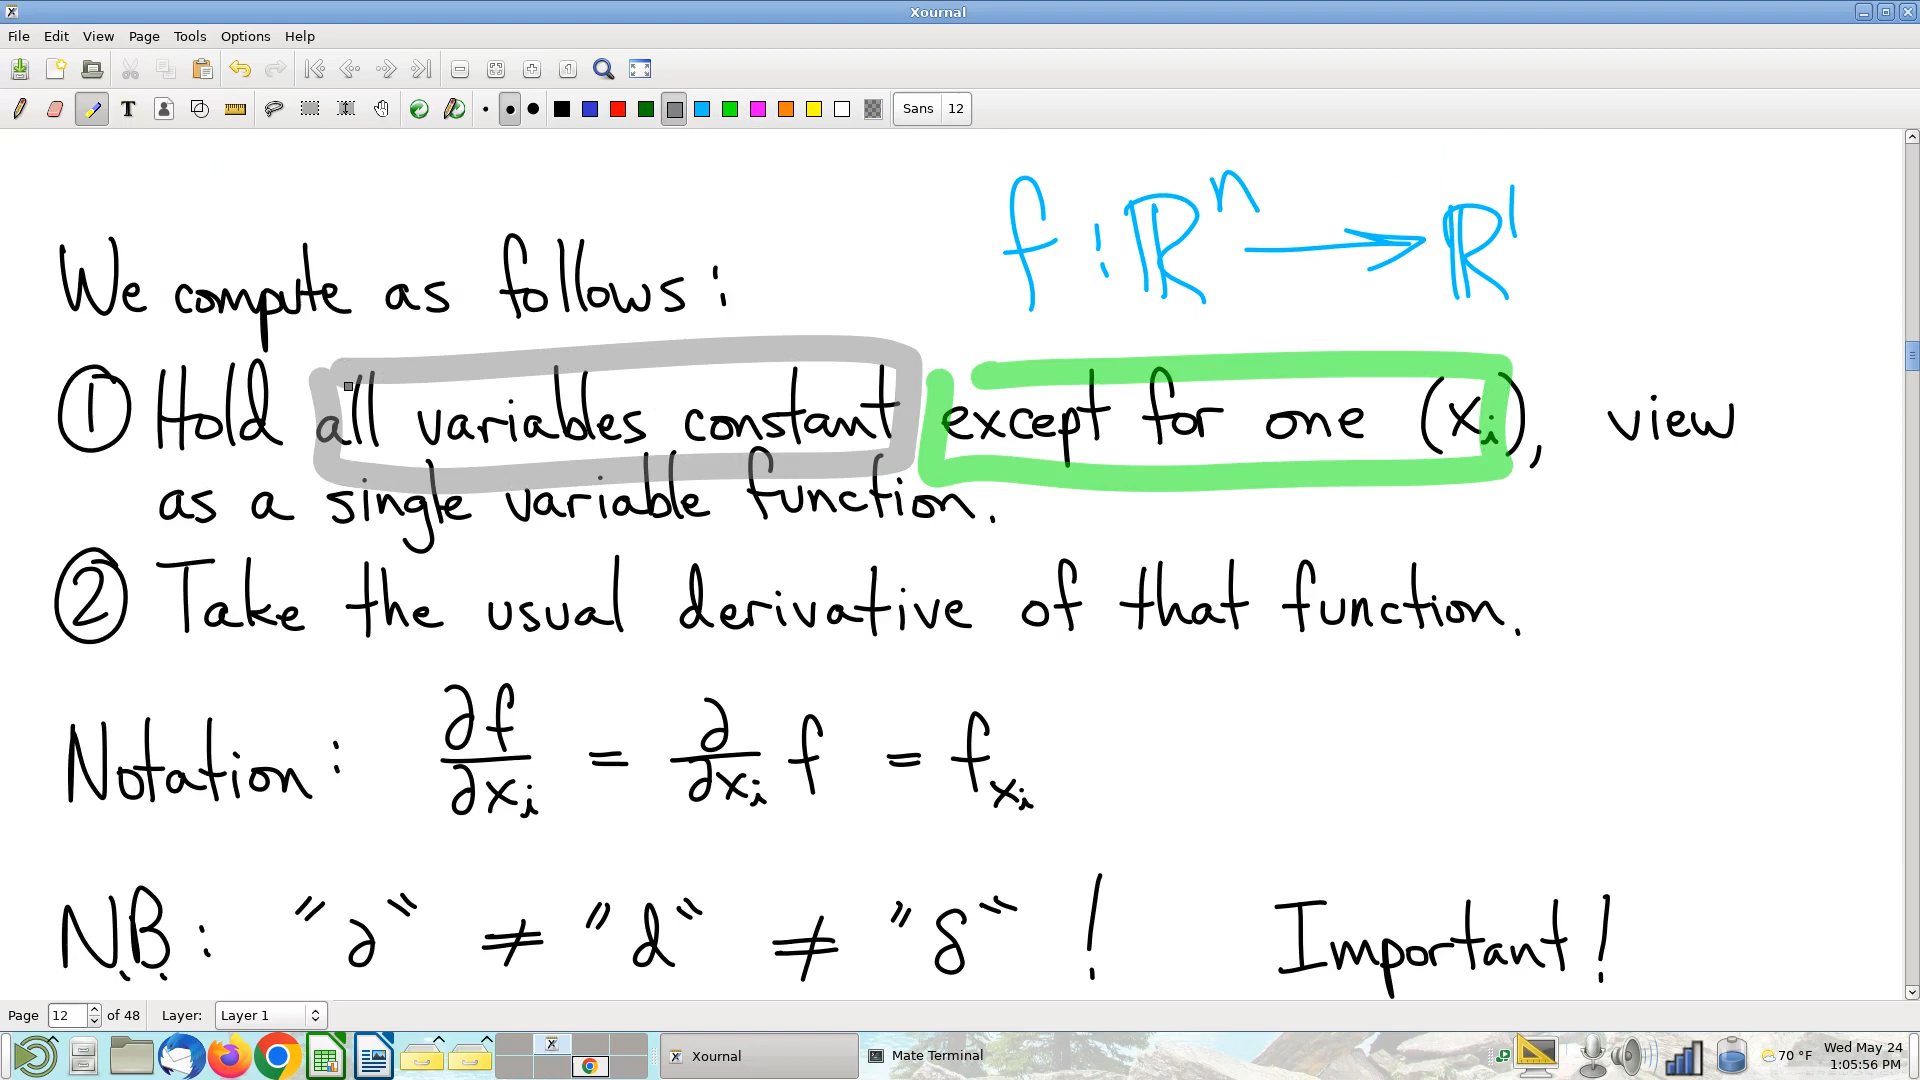 Xournal
File Edit View Page Tools Options Help
Sans 12
f : ℝⁿ → ℝ¹
We compute as follows:
① Hold all variables constant except for one (xᵢ), view
as a single variable function.
② Take the usual derivative of that function.
Notation: ∂f/∂xᵢ = ∂/∂xᵢ f = f_xᵢ
N.B.: "∂" ≠ "d" ≠ "δ" ! Important!
Page 12 of 48 Layer: Layer 1
Xournal Mate Terminal 70 °F Wed May 24
1:05:56 PM